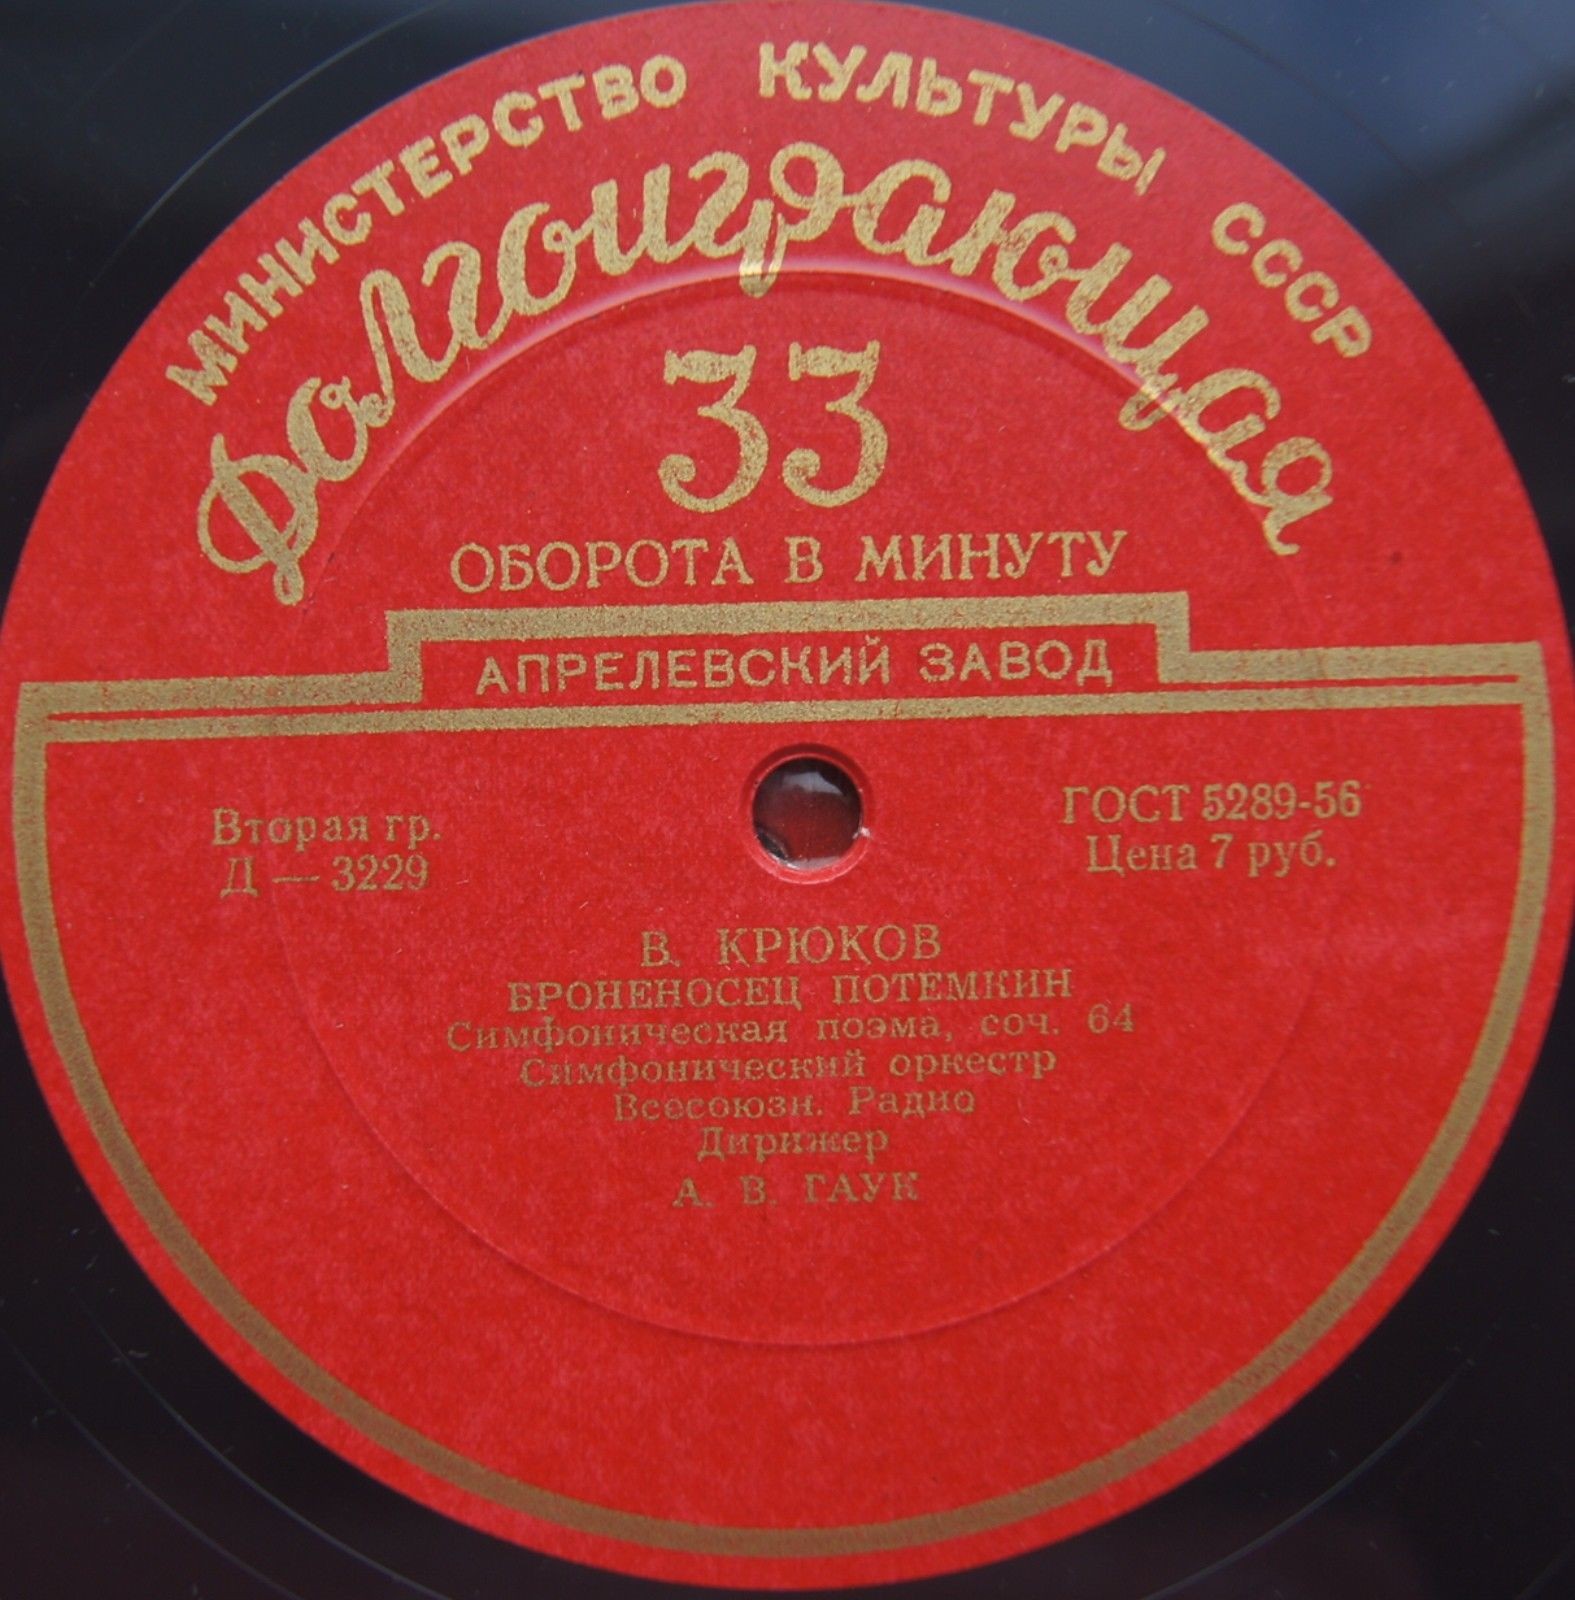 МИНИСТЕРСТВО КУЛЬТУРЫ СССР
Долгоиграющая
33
ОБОРОТА В МИНУТУ
АПРЕЛЕВСКИЙ ЗАВОД
Вторая гр.
Д — 3229
ГОСТ 5289-56
Цена 7 руб.
В. КРЮКОВ
БРОНЕНОСЕЦ ПОТЕМКИН
Симфоническая поэма, соч. 64
Симфонический оркестр
Всесоюзн. Радио
Дирижер
А. В. ГАУК